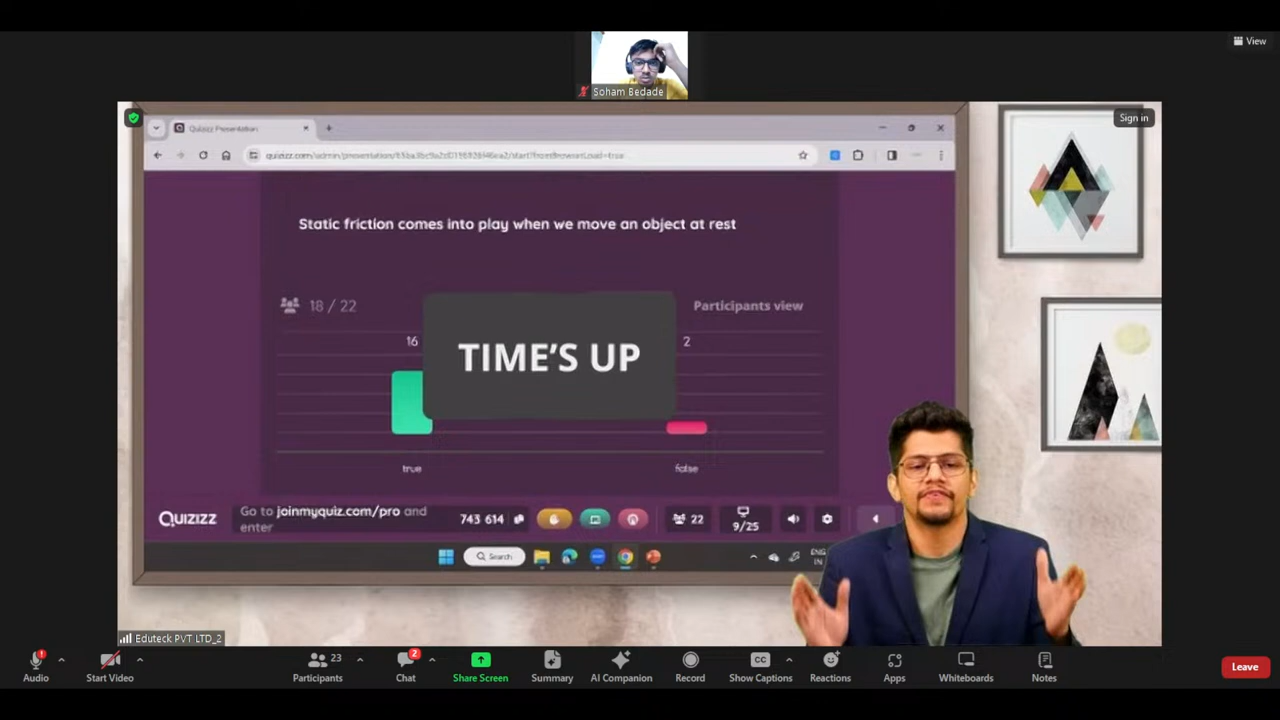 View
Soham Bedade
Sign in
Quizizz Presentation
Static friction comes into play when we move an object at rest
18 / 22
Participants view
16
2
TIME'S UP
true
false
QUIZIZZ
Go to joinmyquiz.com/pro and
enter
743 614
22
9/25
Search
ENG
IN
Eduteck PVT LTD_2
Audio
Start Video
23
Participants
2
Chat
Share Screen
Summary
AI Companion
Record
CC
Show Captions
Reactions
Apps
Whiteboards
Notes
Leave